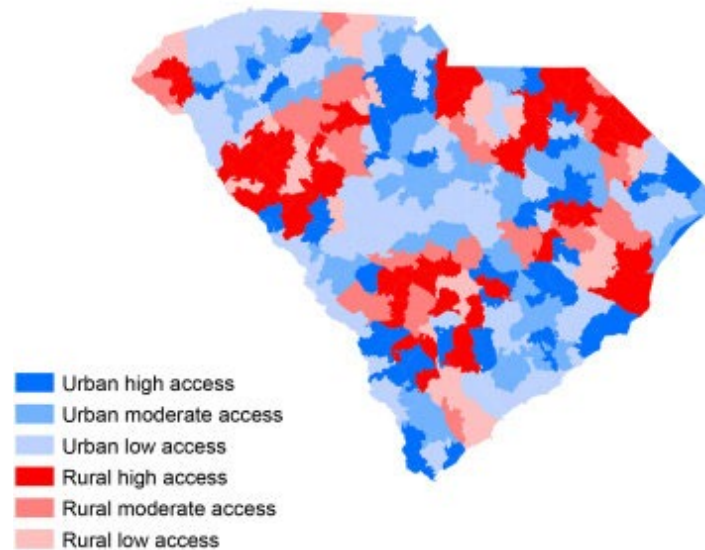 Urban high access
Urban moderate access
Urban low access
Rural high access
Rural moderate access
Rural low access